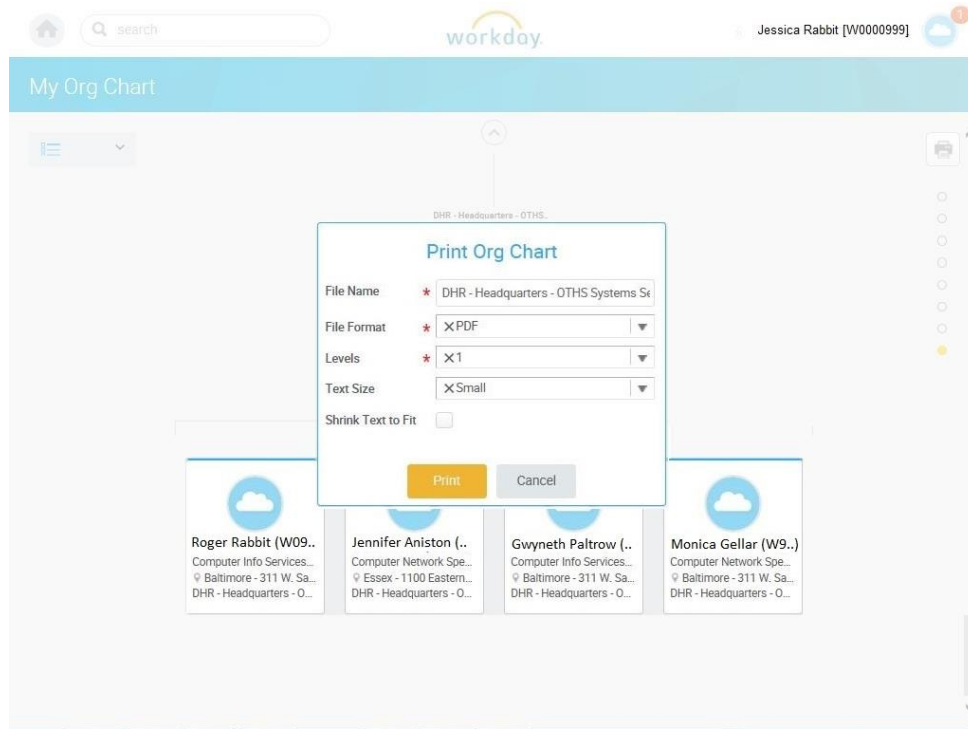 search
workday.
Jessica Rabbit [W0000999]
1
My Org Chart
DHR - Headquarters - OTHS..
Print Org Chart
File Name * DHR - Headquarters - OTHS Systems Se
File Format * ×PDF
Levels * ×1
Text Size ×Small
Shrink Text to Fit
Print Cancel
Roger Rabbit (W09..
Computer Info Services...
Baltimore - 311 W. Sa...
DHR - Headquarters - O...
Jennifer Aniston (..
Computer Network Spe...
Essex - 1100 Eastern...
DHR - Headquarters - O...
Gwyneth Paltrow (..
Computer Info Services...
Baltimore - 311 W. Sa...
DHR - Headquarters - O...
Monica Gellar (W9..)
Computer Network Spe...
Baltimore - 311 W. Sa...
DHR - Headquarters - O...